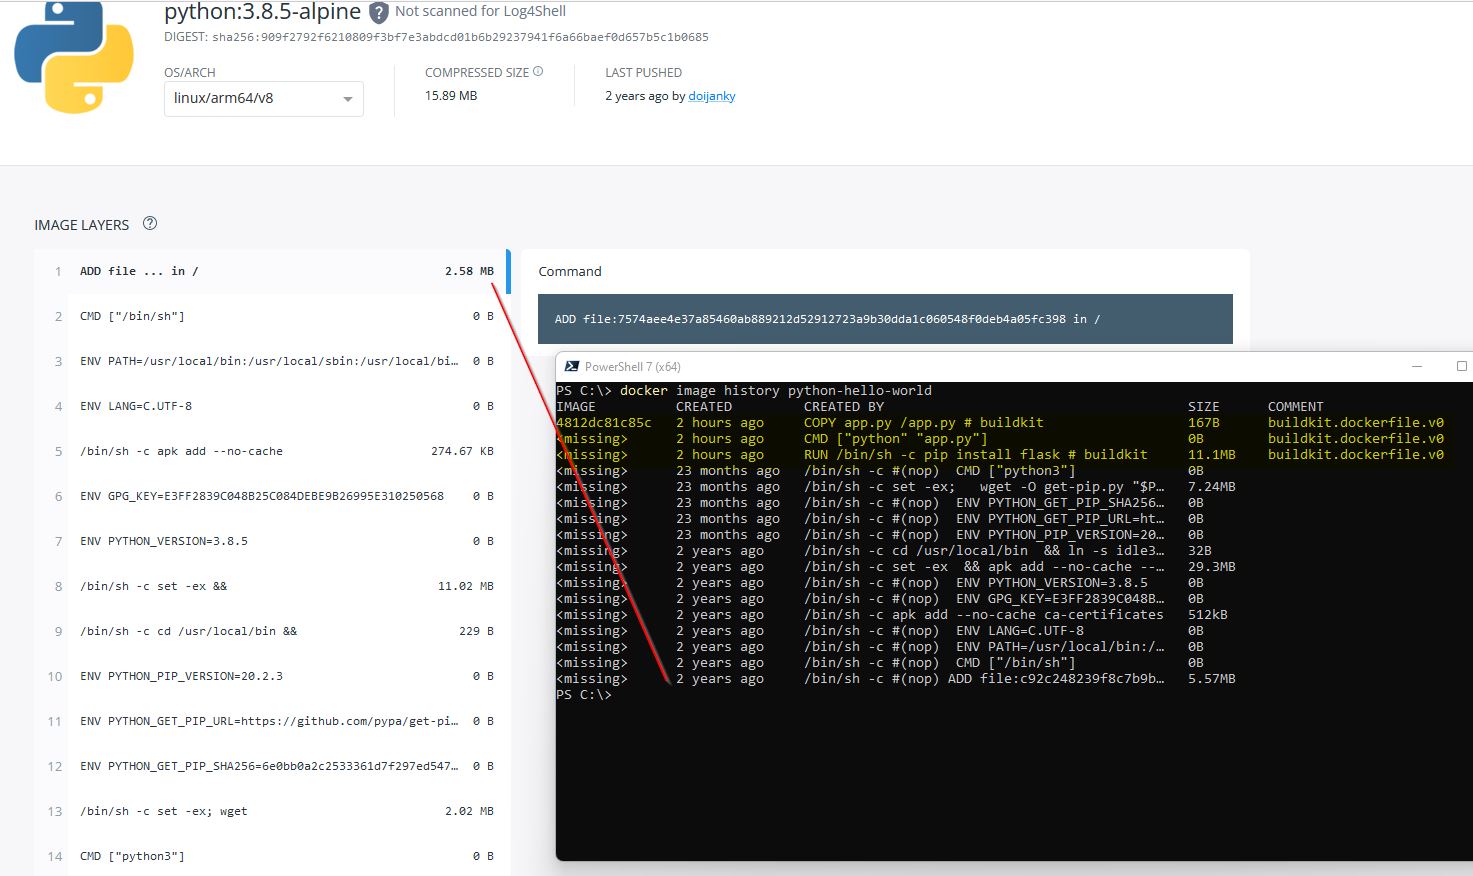 python:3.8.5-alpine Not scanned for Log4Shell
DIGEST: sha256:909f2792f6210809f3bf7e3abdcd01b6b29237941f6a66baef0d657b5c1b0685
OS/ARCH
linux/arm64/v8
COMPRESSED SIZE
15.89 MB
LAST PUSHED
2 years ago by doijanky
IMAGE LAYERS
1 ADD file ... in / 2.58 MB
2 CMD ["/bin/sh"] 0 B
3 ENV PATH=/usr/local/bin:/usr/local/sbin:/usr/local/bi... 0 B
4 ENV LANG=C.UTF-8 0 B
5 /bin/sh -c apk add --no-cache 274.67 KB
6 ENV GPG_KEY=E3FF2839C048B25C084DEBE9B26995E310250568 0 B
7 ENV PYTHON_VERSION=3.8.5 0 B
8 /bin/sh -c set -ex && 11.02 MB
9 /bin/sh -c cd /usr/local/bin && 229 B
10 ENV PYTHON_PIP_VERSION=20.2.3 0 B
11 ENV PYTHON_GET_PIP_URL=https://github.com/pypa/get-pi... 0 B
12 ENV PYTHON_GET_PIP_SHA256=6e0bb0a2c2533361d7f297ed547... 0 B
13 /bin/sh -c set -ex; wget 2.02 MB
14 CMD ["python3"] 0 B
Command
ADD file:7574aee4e37a85460ab889212d52912723a9b30dda1c060548f0deb4a05fc398 in /
PowerShell 7 (x64)
PS C:\> docker image history python-hello-world
IMAGE CREATED CREATED BY SIZE COMMENT
4812dc81c85c 2 hours ago COPY app.py /app.py # buildkit 167B buildkit.dockerfile.v0
<missing> 2 hours ago CMD ["python" "app.py"] 0B buildkit.dockerfile.v0
<missing> 2 hours ago RUN /bin/sh -c pip install flask # buildkit 11.1MB buildkit.dockerfile.v0
<missing> 23 months ago /bin/sh -c #(nop) CMD ["python3"] 0B
<missing> 23 months ago /bin/sh -c set -ex; wget -O get-pip.py "$P… 7.24MB
<missing> 23 months ago /bin/sh -c #(nop) ENV PYTHON_GET_PIP_SHA256… 0B
<missing> 23 months ago /bin/sh -c #(nop) ENV PYTHON_GET_PIP_URL=ht… 0B
<missing> 23 months ago /bin/sh -c #(nop) ENV PYTHON_PIP_VERSION=20… 0B
<missing> 2 years ago /bin/sh -c cd /usr/local/bin && ln -s idle3… 32B
<missing> 2 years ago /bin/sh -c set -ex && apk add --no-cache --… 29.3MB
<missing> 2 years ago /bin/sh -c #(nop) ENV PYTHON_VERSION=3.8.5 0B
<missing> 2 years ago /bin/sh -c #(nop) ENV GPG_KEY=E3FF2839C048B… 0B
<missing> 2 years ago /bin/sh -c apk add --no-cache ca-certificates 512kB
<missing> 2 years ago /bin/sh -c #(nop) ENV LANG=C.UTF-8 0B
<missing> 2 years ago /bin/sh -c #(nop) ENV PATH=/usr/local/bin:/… 0B
<missing> 2 years ago /bin/sh -c #(nop) CMD ["/bin/sh"] 0B
<missing> 2 years ago /bin/sh -c #(nop) ADD file:c92c248239f8c7b9b… 5.57MB
PS C:\>